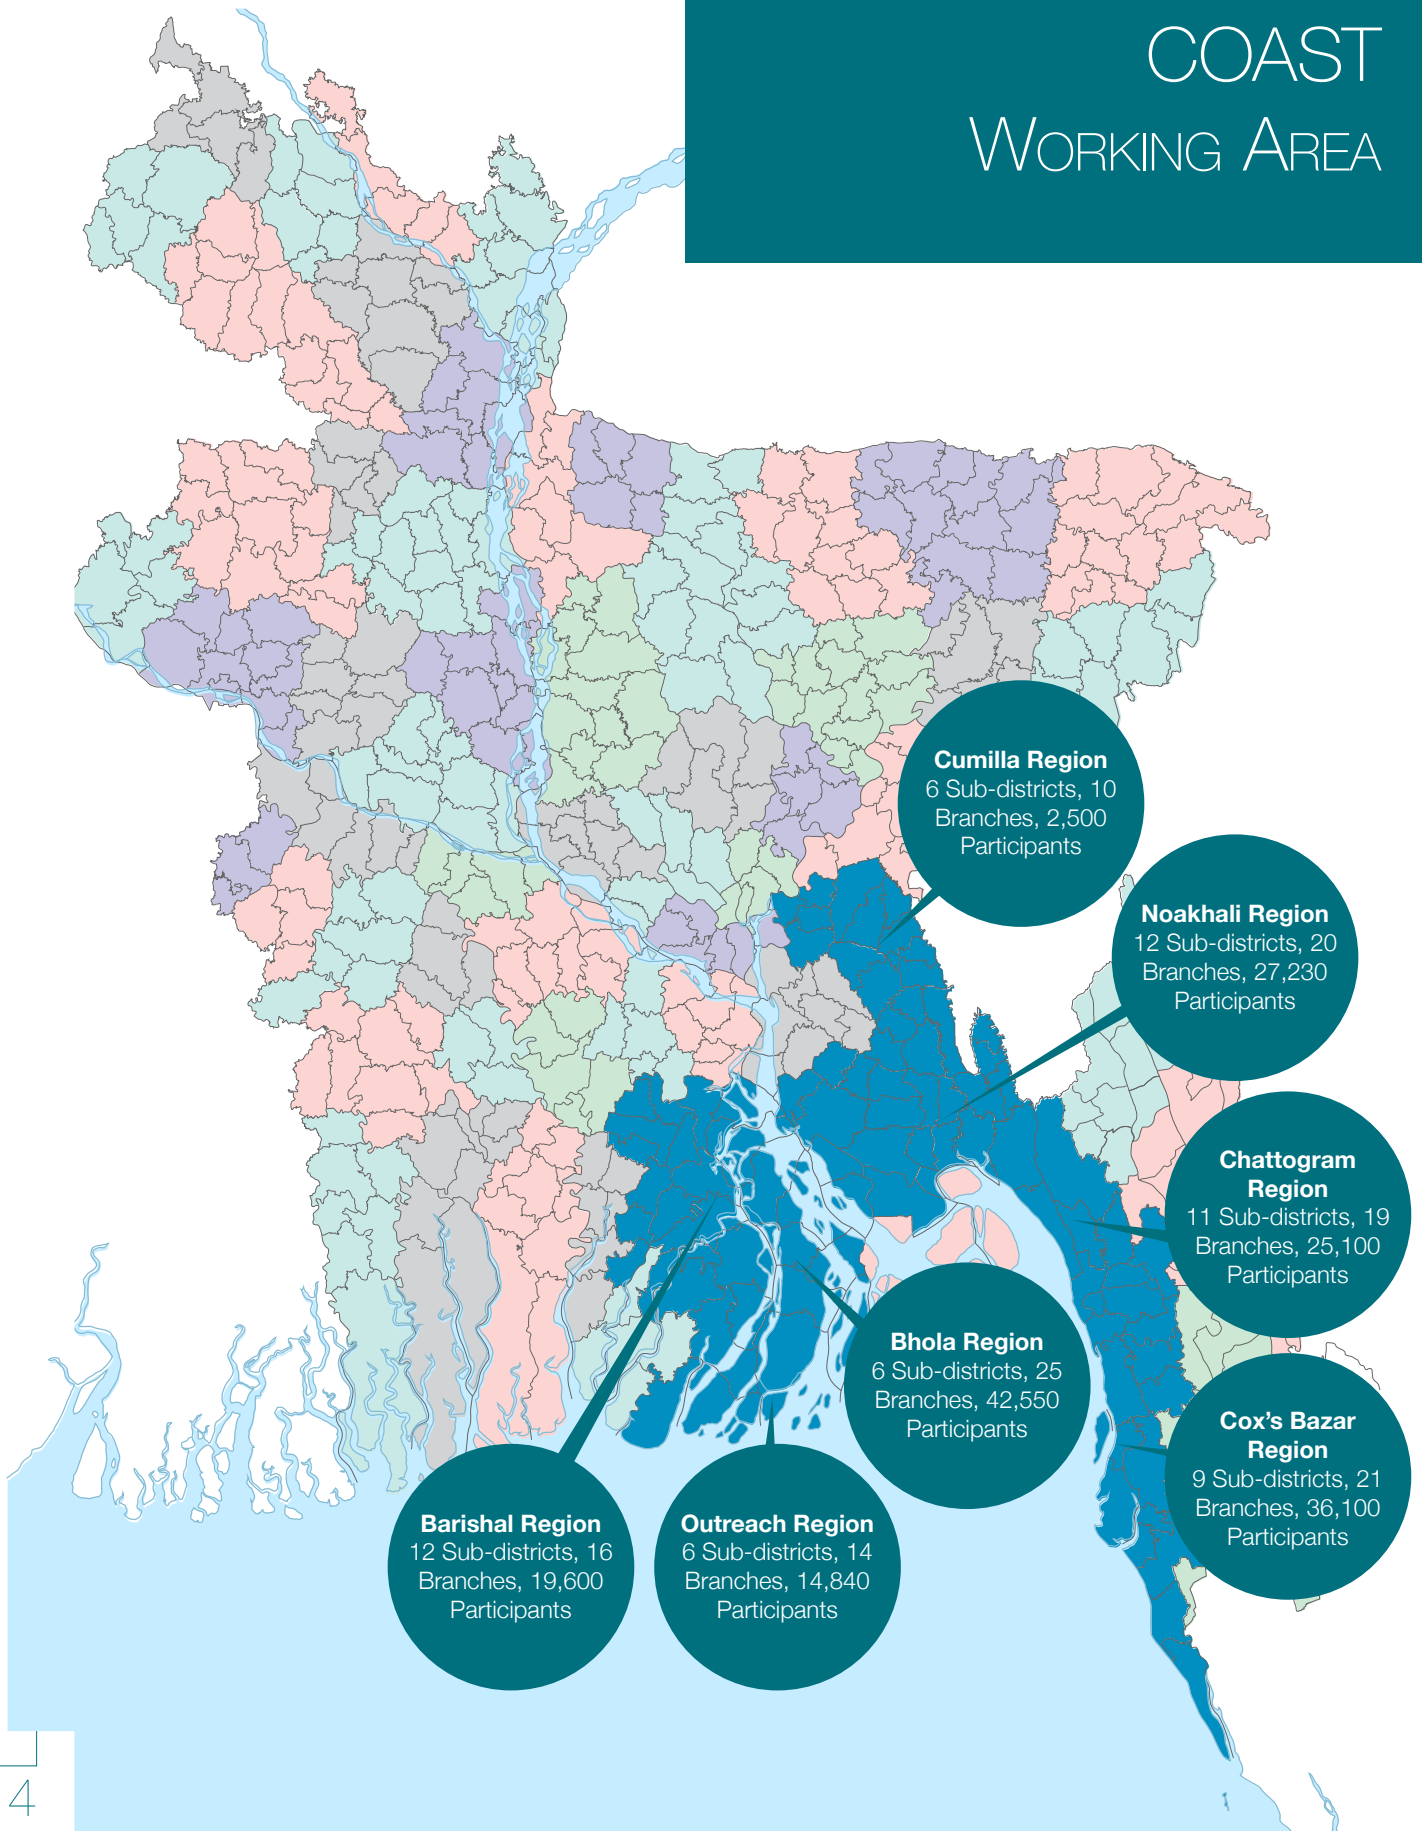 COAST
WORKING AREA
Cumilla Region
6 Sub-districts, 10
Branches, 2,500
Participants
Noakhali Region
12 Sub-districts, 20
Branches, 27,230
Participants
Chattogram
Region
11 Sub-districts, 19
Branches, 25,100
Participants
Bhola Region
6 Sub-districts, 25
Branches, 42,550
Participants
Cox's Bazar
Region
9 Sub-districts, 21
Branches, 36,100
Participants
Barishal Region
12 Sub-districts, 16
Branches, 19,600
Participants
Outreach Region
6 Sub-districts, 14
Branches, 14,840
Participants
4